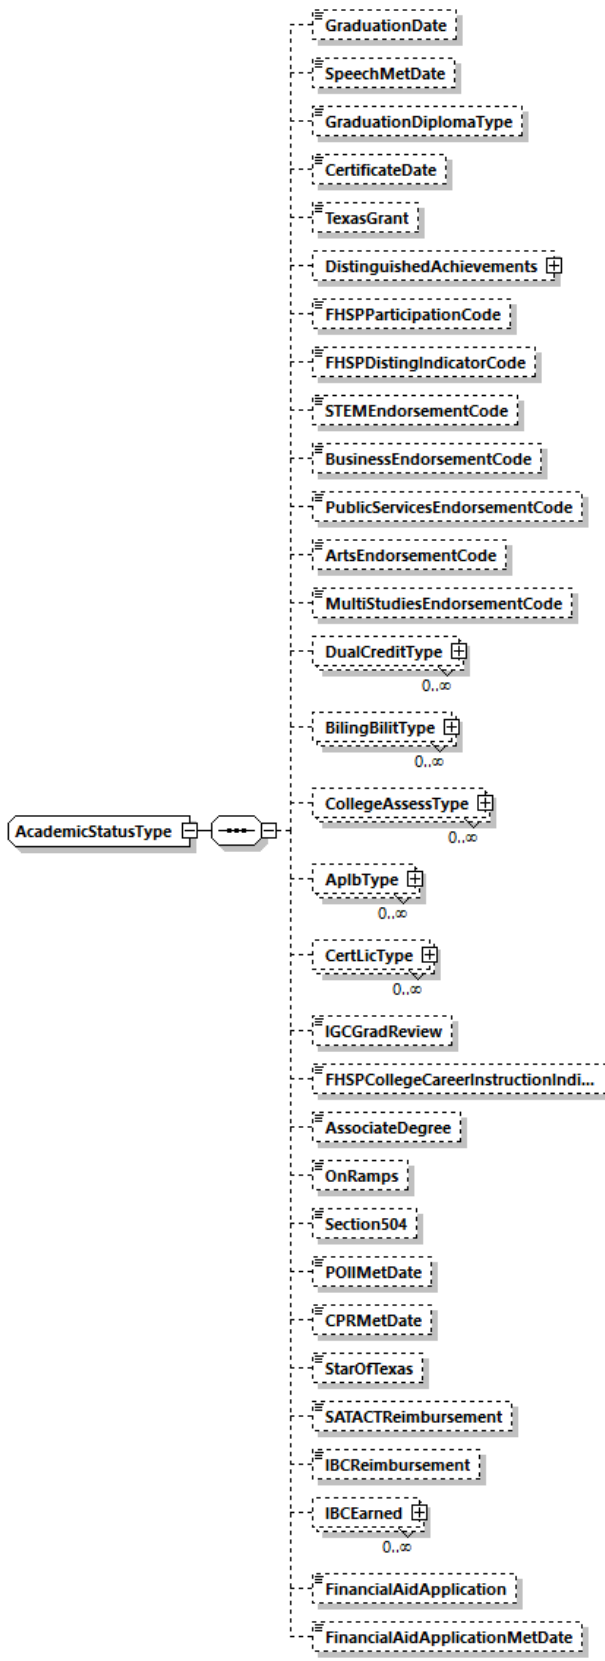 GraduationDate
SpeechMetDate
GraduationDiplomaType
CertificateDate
TexasGrant
DistinguishedAchievements
FHSPParticipationCode
FHSPDistingIndicatorCode
STEMEndorsementCode
BusinessEndorsementCode
PublicServicesEndorsementCode
ArtsEndorsementCode
MultiStudiesEndorsementCode
DualCreditType
0..∞
BilingBilitType
0..∞
CollegeAssessType
0..∞
AcademicStatusType
ApIbType
0..∞
CertLicType
0..∞
IGCGradReview
FHSPCollegeCareerInstructionIndi...
AssociateDegree
OnRamps
Section504
POIIMetDate
CPRMetDate
StarOfTexas
SATACTReimbursement
IBCReimbursement
IBCEarned
0..∞
FinancialAidApplication
FinancialAidApplicationMetDate